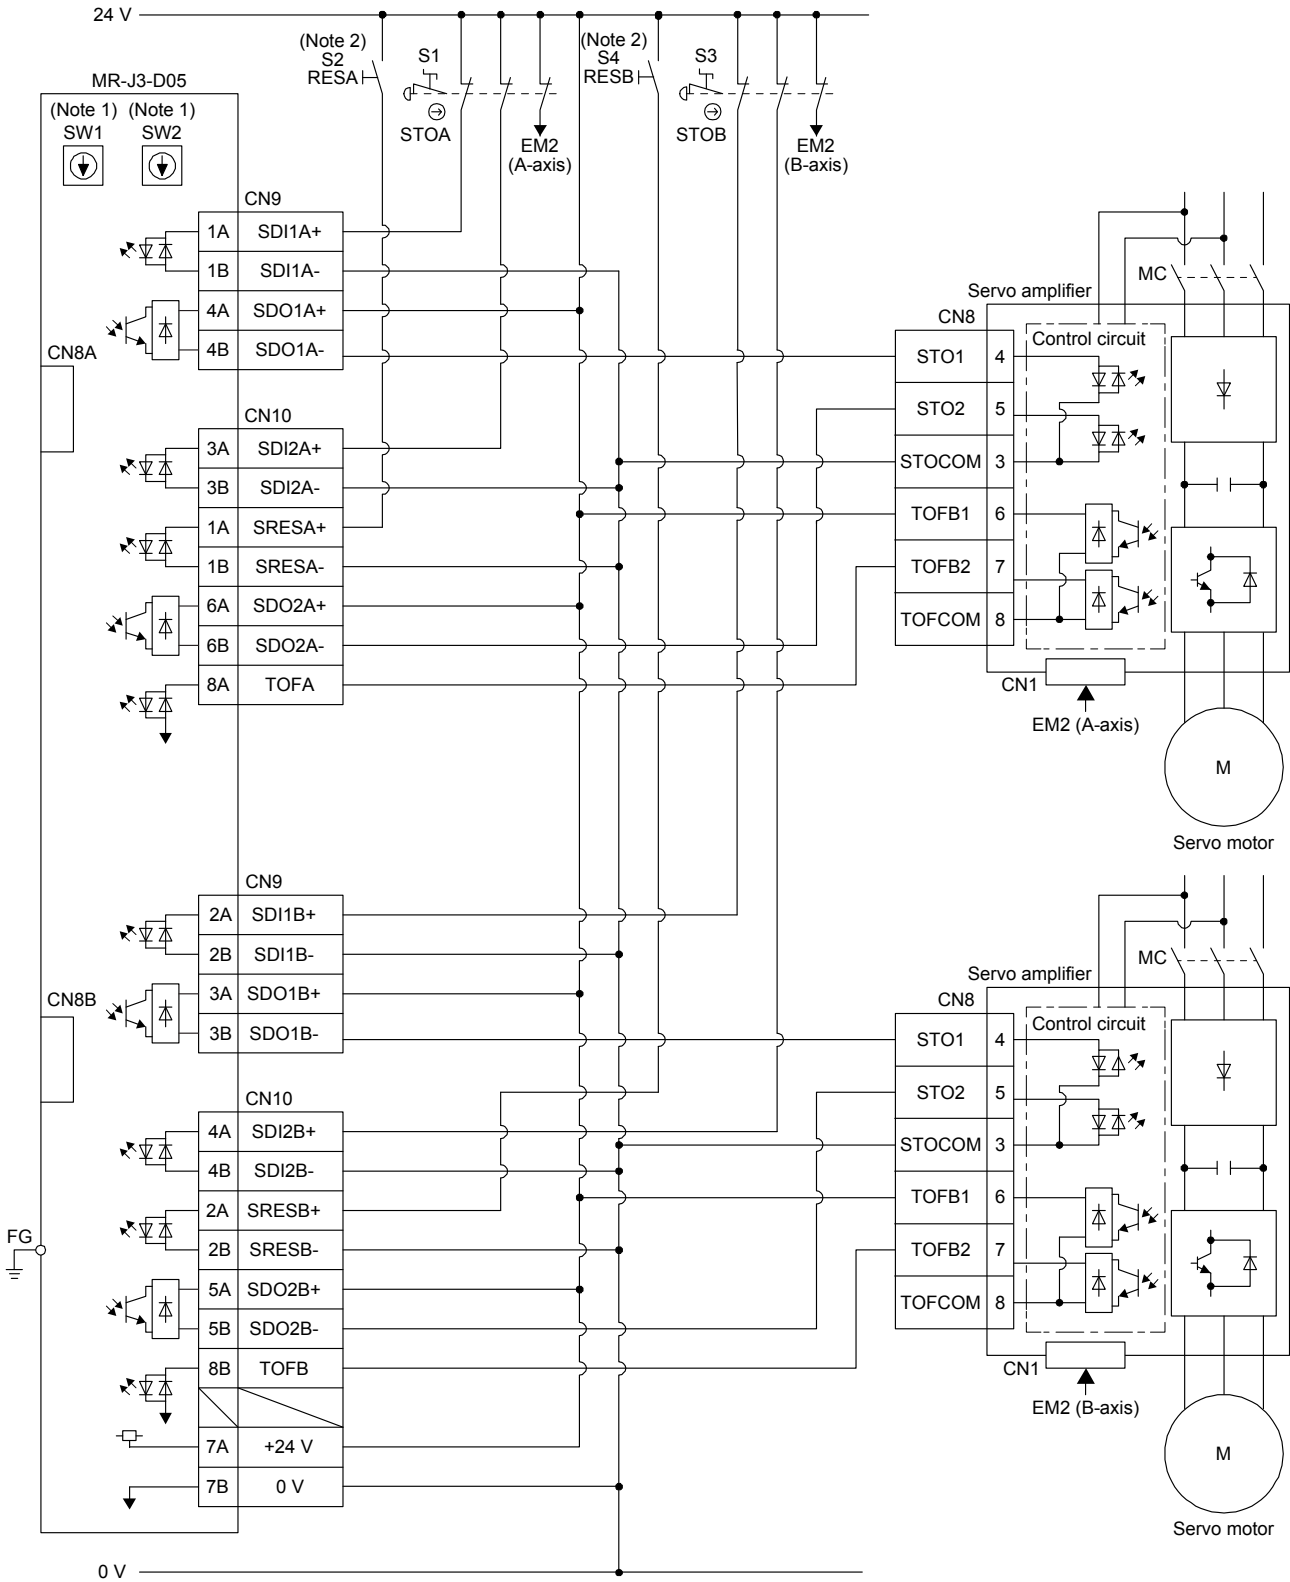 24 V
(Note 2)
S2
RESA
S1
STOA
EM2
(A-axis)
(Note 2)
S4
RESB
S3
STOB
EM2
(B-axis)
MR-J3-D05
(Note 1) (Note 1)
SW1 SW2
CN8A
CN9
1A SDI1A+
1B SDI1A-
4A SDO1A+
4B SDO1A-
CN10
3A SDI2A+
3B SDI2A-
1A SRESA+
1B SRESA-
6A SDO2A+
6B SDO2A-
8A TOFA
MC
Servo amplifier
CN8
Control circuit
STO1 4
STO2 5
STOCOM 3
TOFB1 6
TOFB2 7
TOFCOM 8
CN1
EM2 (A-axis)
M
Servo motor
CN8B
FG
CN9
2A SDI1B+
2B SDI1B-
3A SDO1B+
3B SDO1B-
CN10
4A SDI2B+
4B SDI2B-
2A SRESB+
2B SRESB-
5A SDO2B+
5B SDO2B-
8B TOFB
7A +24 V
7B 0 V
MC
Servo amplifier
CN8
Control circuit
STO1 4
STO2 5
STOCOM 3
TOFB1 6
TOFB2 7
TOFCOM 8
CN1
EM2 (B-axis)
M
Servo motor
0 V